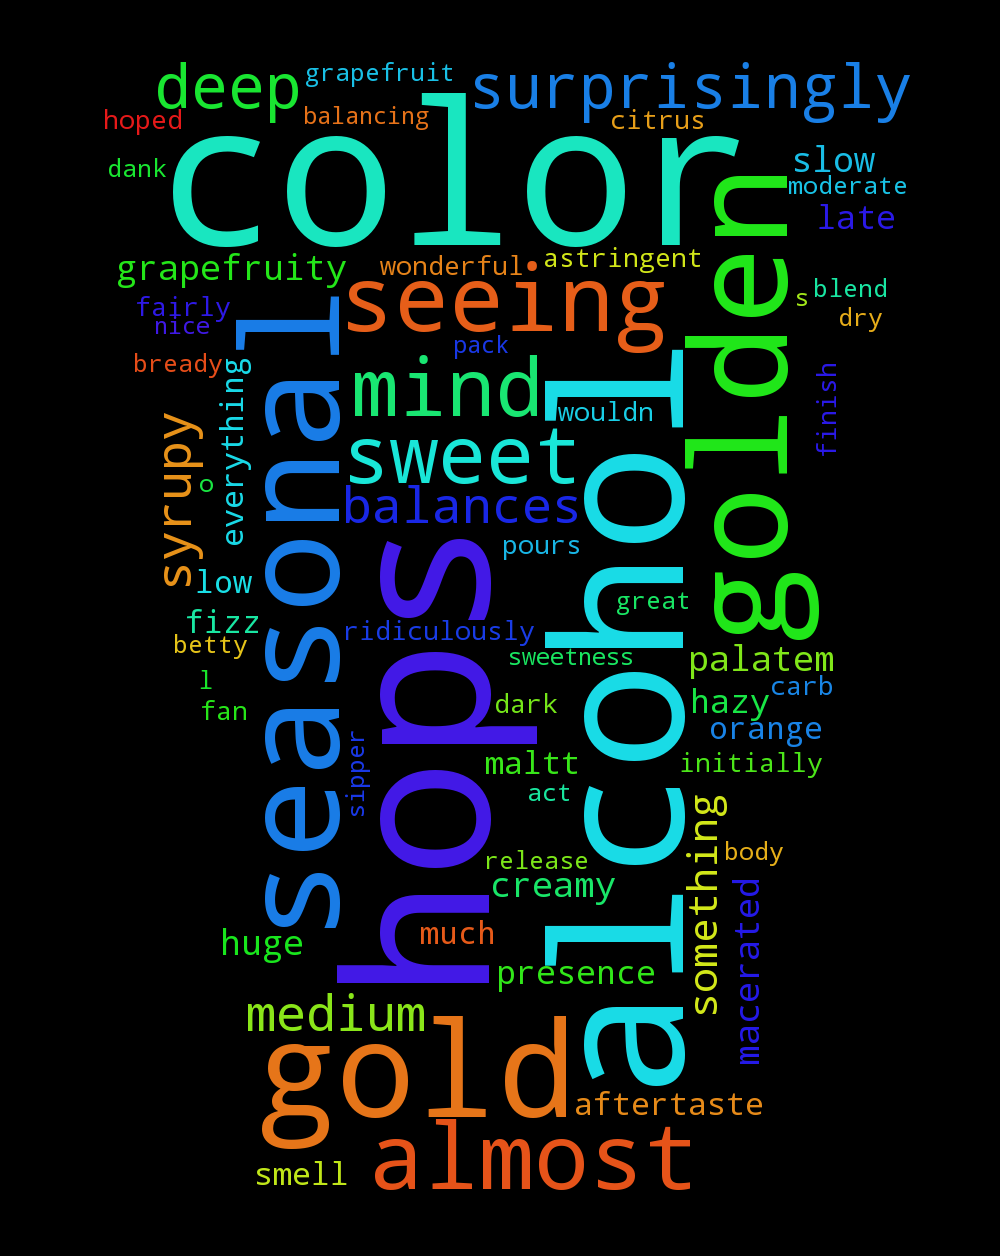 deep
grapefruit
surprisingly
hoped
balancing
citrus
color
dank
slow
moderate
late
golden
grapefruity
wonderful
astringent
seeing
fairly
nice
seasonal
s
blend
dry
pack
bready
everything
mind
alcohol
wouldn
finish
syrupy
o
sweet
balances
pours
hops
low
great
fizz
ridiculously
betty
sweetness
palatem
l
carb
fan
dark
hazy
orange
sipper
maltt
initially
act
something
release
body
creamy
macerated
huge
much
presence
medium
gold
aftertaste
almost
smell